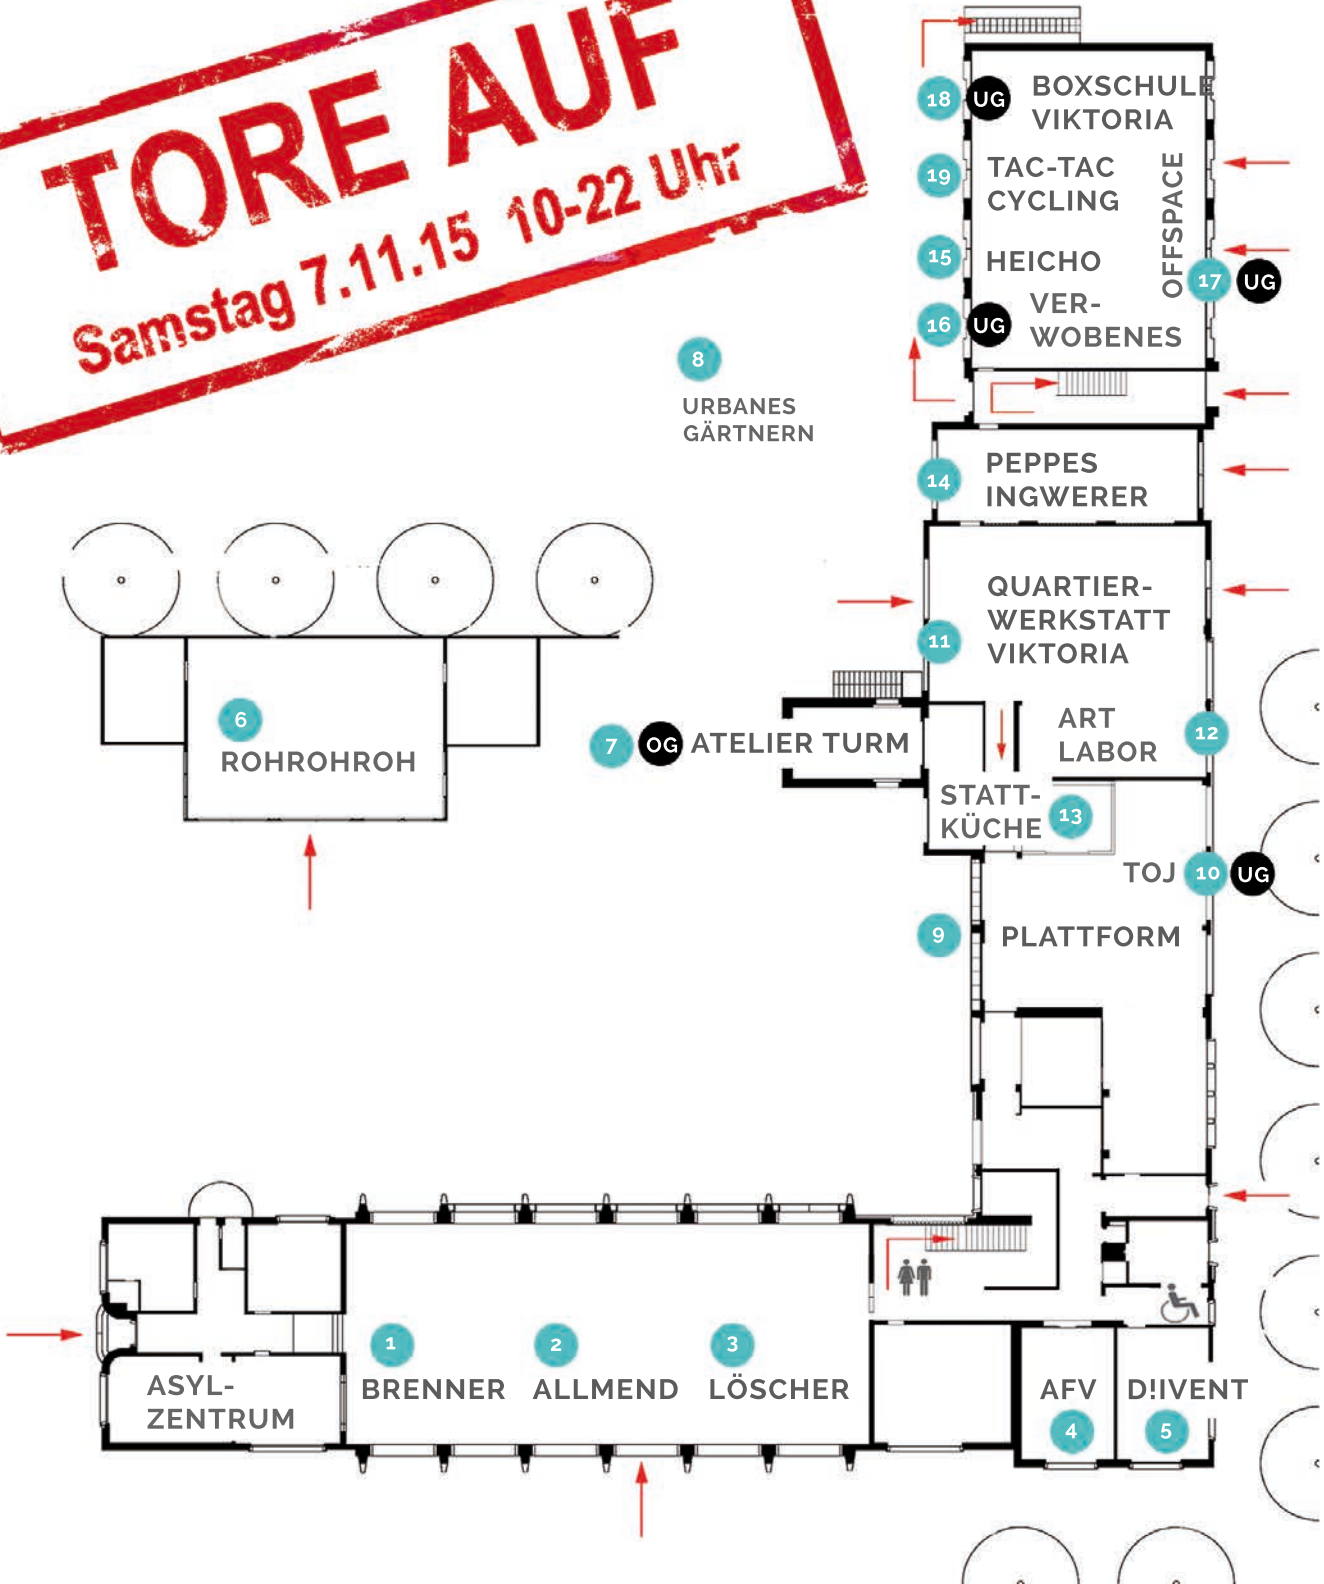 TORE AUF
Samstag 7.11.15 10-22 Uhr
18 UG BOXSCHULE
VIKTORIA
19 TAC-TAC
CYCLING
OFFSPACE
17 UG
15 HEICHO
16 UG VER-
WOBENES
8
URBANES
GÄRTNERN
14 PEPPES
INGWERER
QUARTIER-
WERKSTATT
11 VIKTORIA
6
ROHROHROH
7 OG ATELIER TURM
ART
LABOR
12
STATT-
KÜCHE
13
TOJ 10 UG
9 PLATTFORM
ASYL-
ZENTRUM
1
BRENNER
2
ALLMEND
3
LÖSCHER
AFV
4
D!IVENT
5